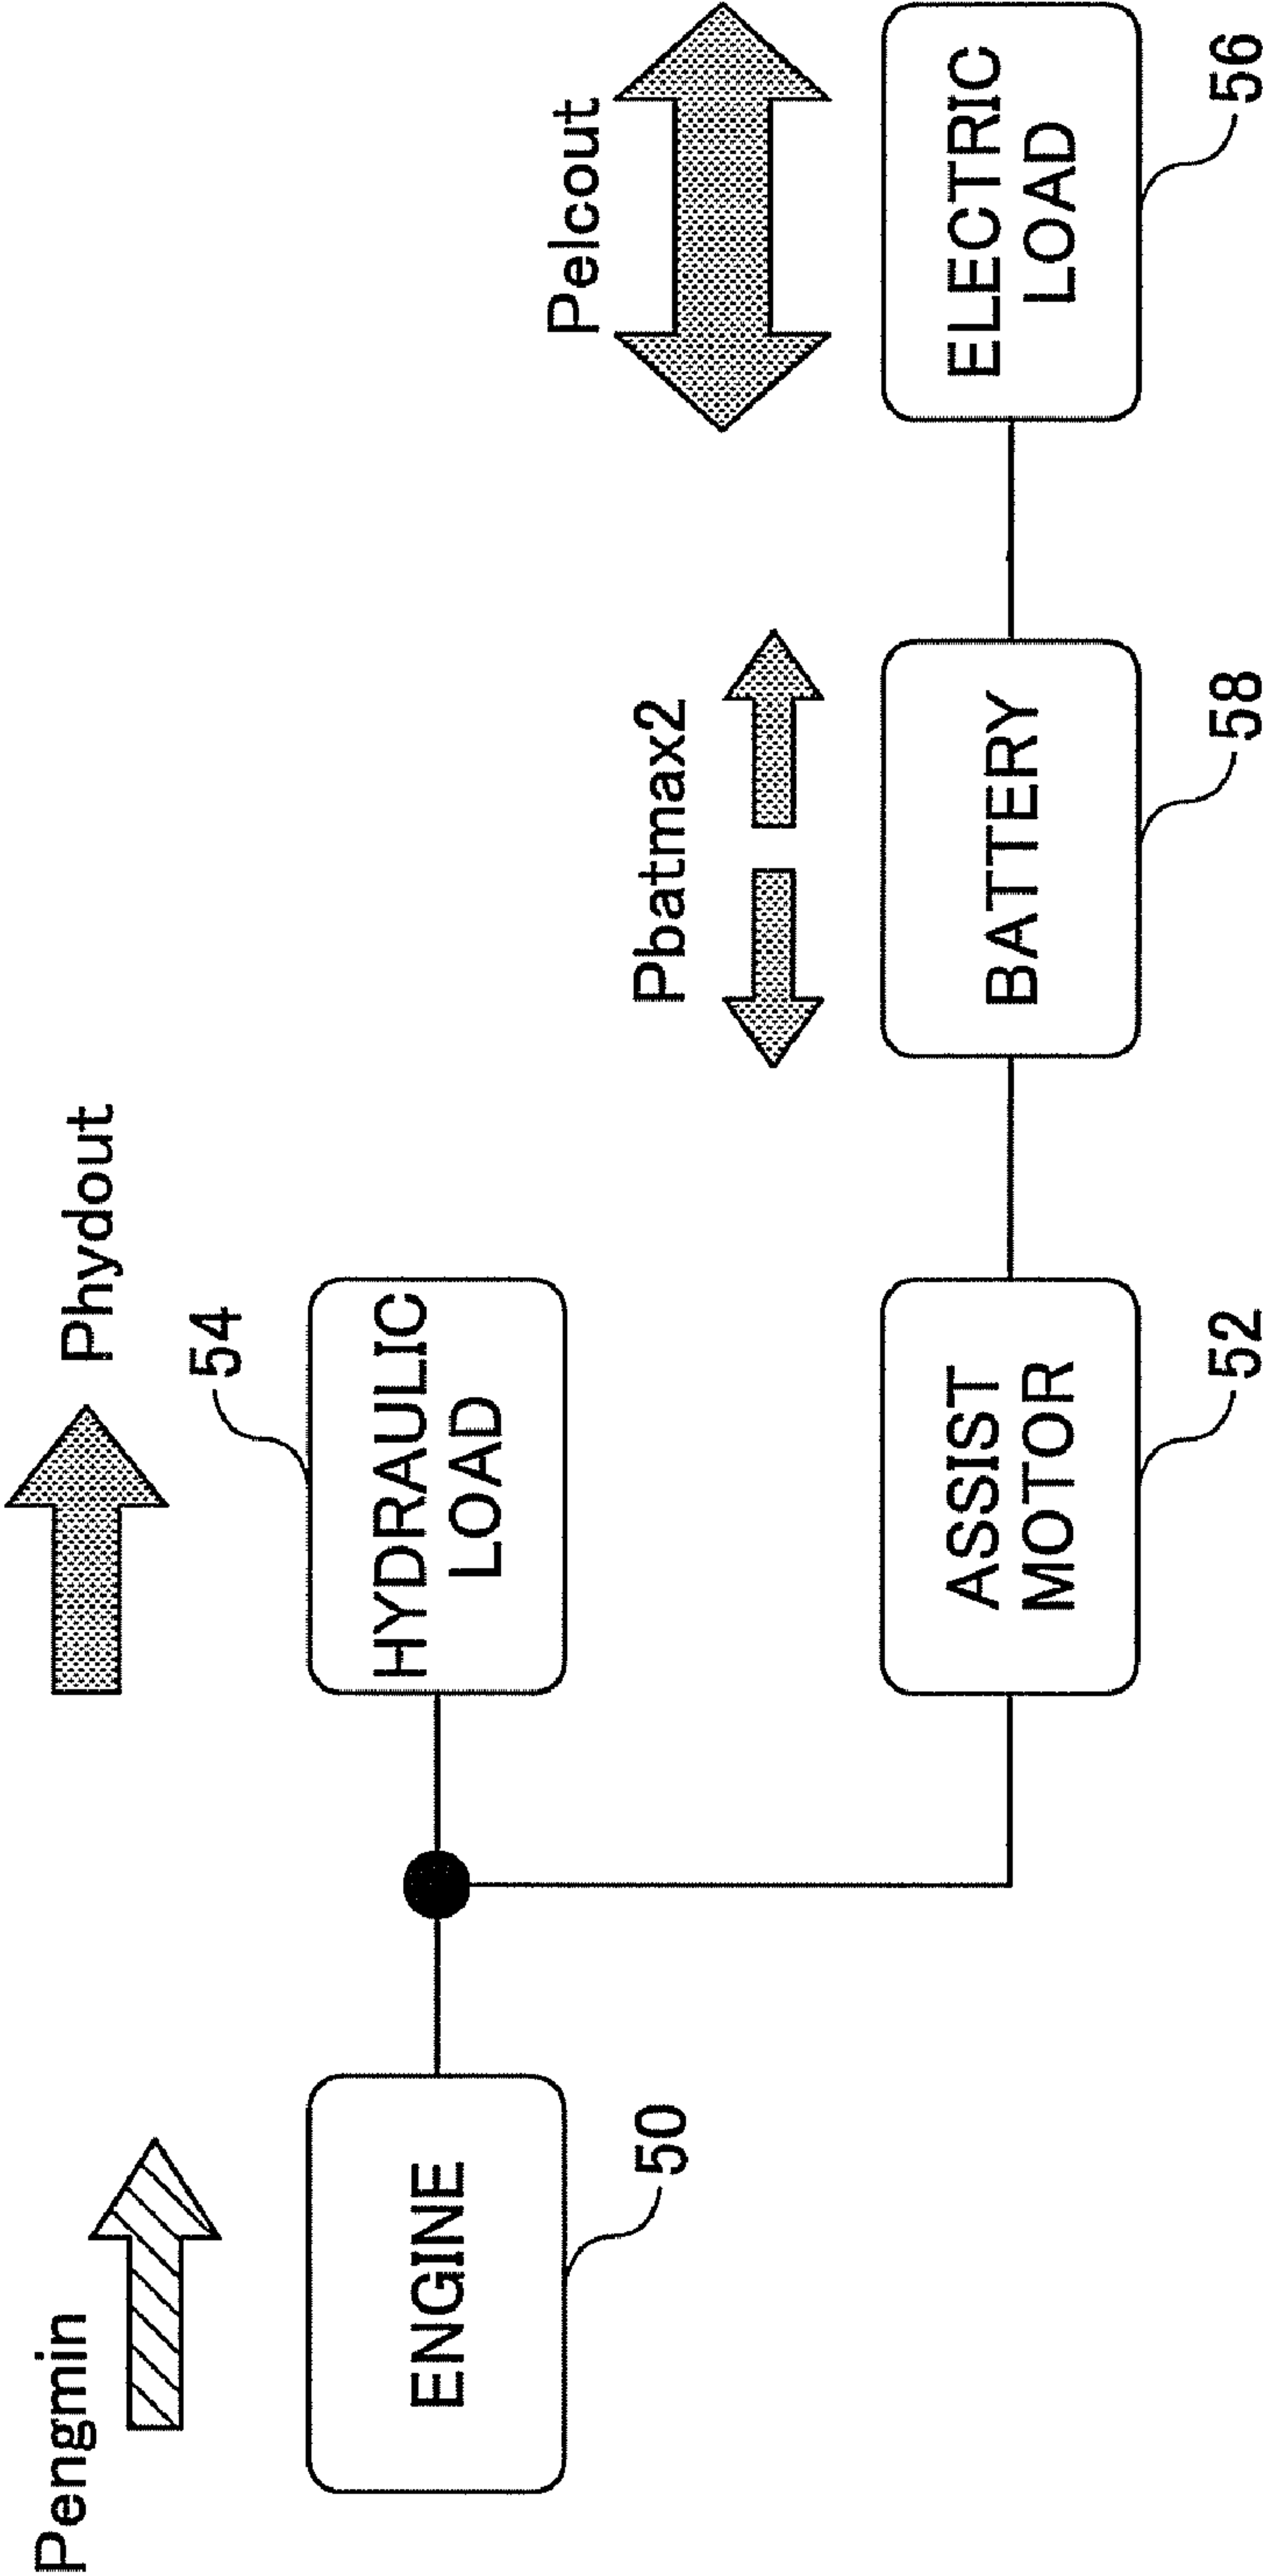 Pengmin
Phydout
54
ENGINE
50
HYDRAULIC
LOAD
Pbatmax2
Pelcout
ASSIST
MOTOR
52
BATTERY
58
ELECTRIC
LOAD
56